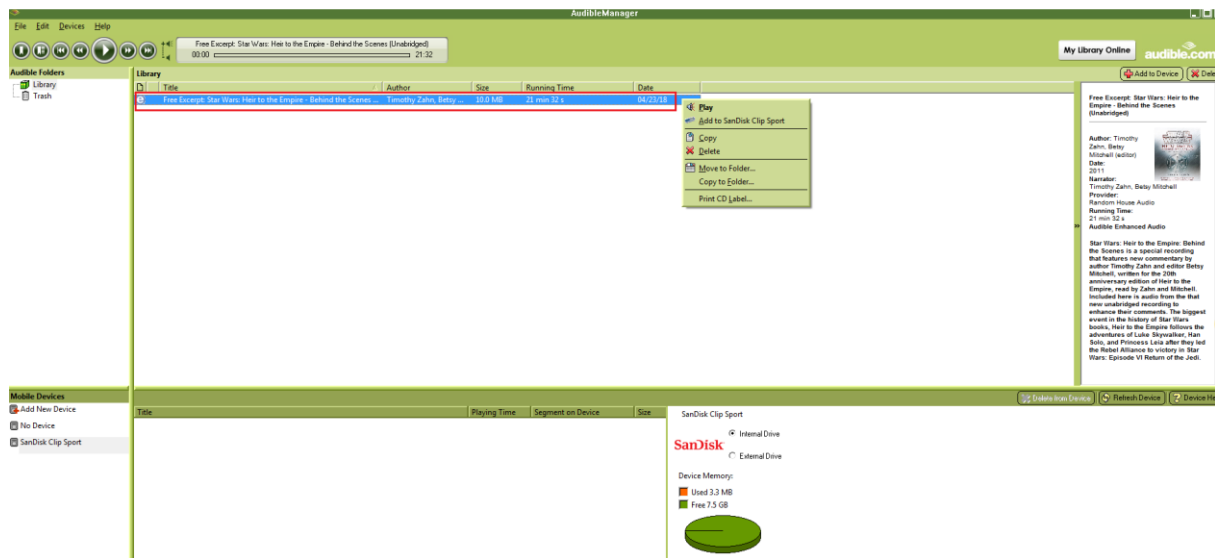 AudibleManager
File Edit Devices Help
Free Excerpt: Star Wars: Heir to the Empire - Behind the Scenes (Unabridged)
00:00 21:32
My Library Online
audible.com
Audible Folders
Library
Trash
Library
Add to Device
Dele
Title Author Size Running Time Date
Free Excerpt: Star Wars: Heir to the Empire - Behind the Scenes ... Timothy Zahn, Betsy ... 10.0 MB 21 min 32 s 04/23/18
Play
Add to SanDisk Clip Sport
Copy
Delete
Move to Folder...
Copy to Folder...
Print CD Label...
Free Excerpt: Star Wars: Heir to the
Empire - Behind the Scenes
(Unabridged)
Author: Timothy
Zahn, Betsy
Mitchell (editor)
Date:
2011
Narrator:
Timothy Zahn, Betsy Mitchell
Provider:
Random House Audio
Running Time:
21 min 32 s
Audible Enhanced Audio
Star Wars: Heir to the Empire: Behind
the Scenes is a special recording
that features new commentary by
author Timothy Zahn and editor Betsy
Mitchell, written for the 20th
anniversary edition of Heir to the
Empire, read by Zahn and Mitchell.
Included here is audio from the that
new unabridged recording to
enhance their comments. The biggest
event in the history of Star Wars
books, Heir to the Empire follows the
adventures of Luke Skywalker, Han
Solo, and Princess Leia after they led
the Rebel Alliance to victory in Star
Wars: Episode VI Return of the Jedi.
Mobile Devices
Add New Device
No Device
SanDisk Clip Sport
Delete from Device
Refresh Device
Device He
Title Playing Time Segment on Device Size
SanDisk Clip Sport
SanDisk
Internal Drive
External Drive
Device Memory:
Used 3.3 MB
Free 7.5 GB